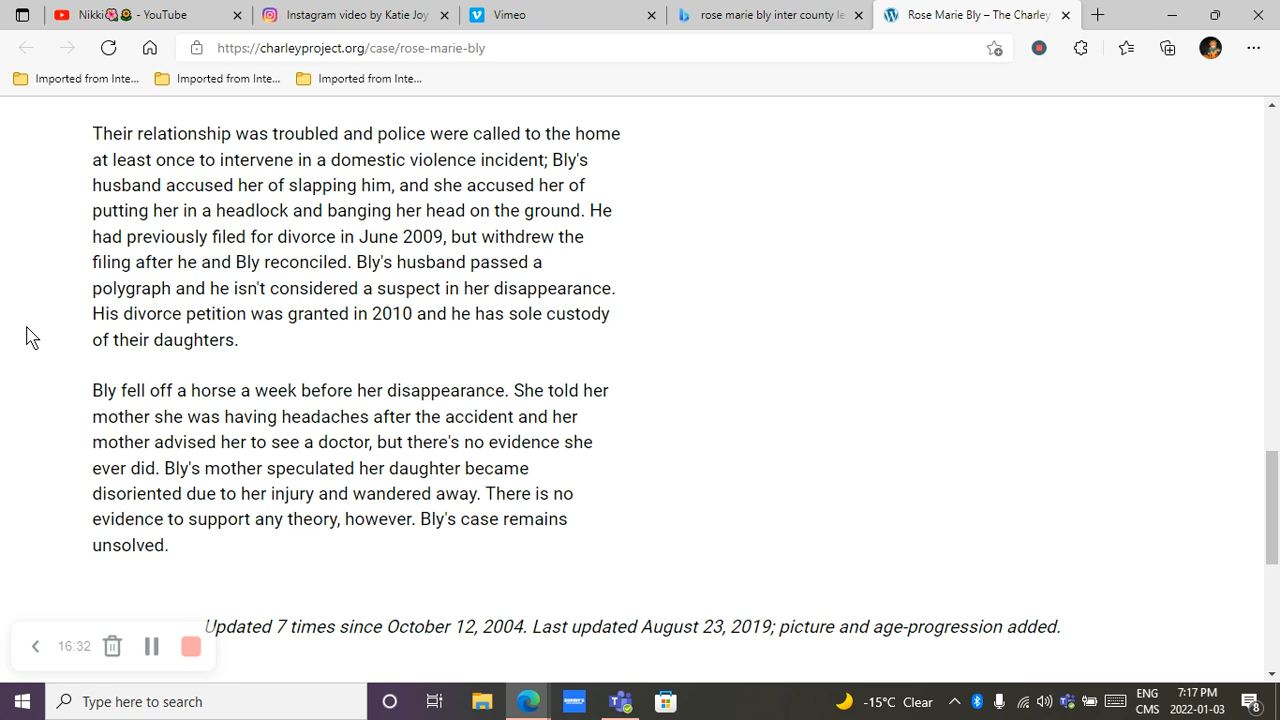 Nikki🌺🌻 - YouTube
Instagram video by Katie Joy
Vimeo
rose marie bly inter county le
Rose Marie Bly – The Charley
https://charleyproject.org/case/rose-marie-bly
Imported from Inte...
Imported from Inte...
Imported from Inte...
Their relationship was troubled and police were called to the home
at least once to intervene in a domestic violence incident; Bly's
husband accused her of slapping him, and she accused her of
putting her in a headlock and banging her head on the ground. He
had previously filed for divorce in June 2009, but withdrew the
filing after he and Bly reconciled. Bly's husband passed a
polygraph and he isn't considered a suspect in her disappearance.
His divorce petition was granted in 2010 and he has sole custody
of their daughters.
Bly fell off a horse a week before her disappearance. She told her
mother she was having headaches after the accident and her
mother advised her to see a doctor, but there's no evidence she
ever did. Bly's mother speculated her daughter became
disoriented due to her injury and wandered away. There is no
evidence to support any theory, however. Bly's case remains
unsolved.
Updated 7 times since October 12, 2004. Last updated August 23, 2019; picture and age-progression added.
16:32
Type here to search
-15°C Clear
ENG
CMS
7:17 PM
2022-01-03
8